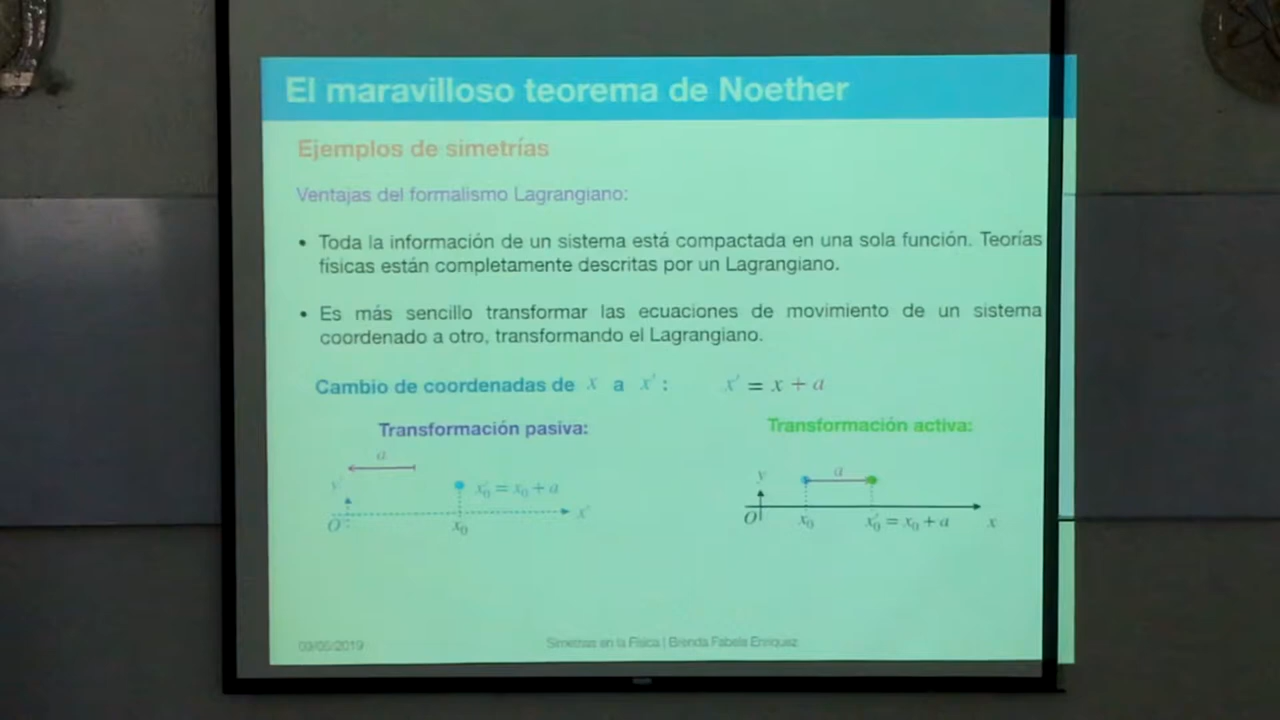 El maravilloso teorema de Noether
Ejemplos de simetrías
Ventajas del formalismo Lagrangiano:
• Toda la información de un sistema está compactada en una sola función. Teorías
físicas están completamente descritas por un Lagrangiano.
• Es más sencillo transformar las ecuaciones de movimiento de un sistema
coordenado a otro, transformando el Lagrangiano.
Cambio de coordenadas de x a x′: x′ = x + a
Transformación pasiva: Transformación activa:
a
y′
x′₀ = x₀ + a
x′
O′
x₀
a
y
O
x₀
x′₀ = x₀ + a
x
09/05/2019 Simetrías en la Física | Brenda Fabela Enríquez